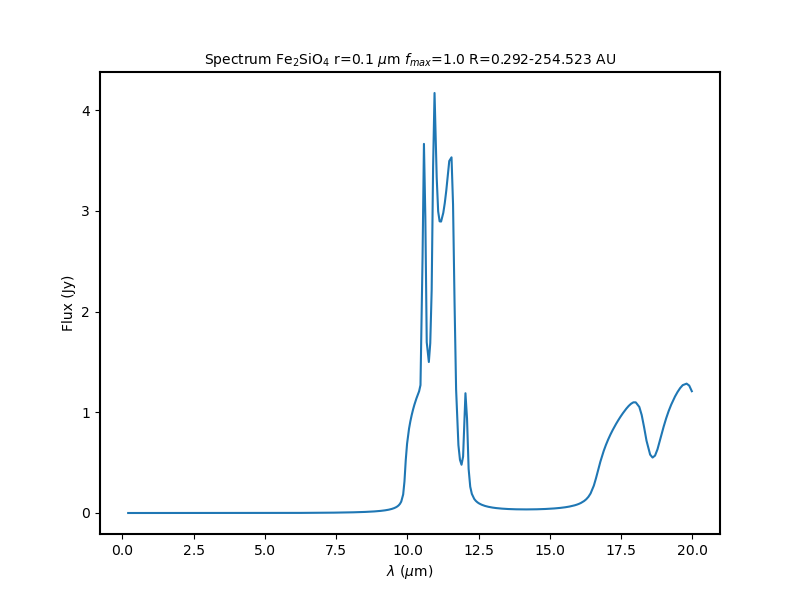 Spectrum Fe₂SiO₄ r=0.1 μm f_max=1.0 R=0.292-254.523 AU
4
3
2
1
0
Flux (Jy)
0.0 2.5 5.0 7.5 10.0 12.5 15.0 17.5 20.0
λ (μm)